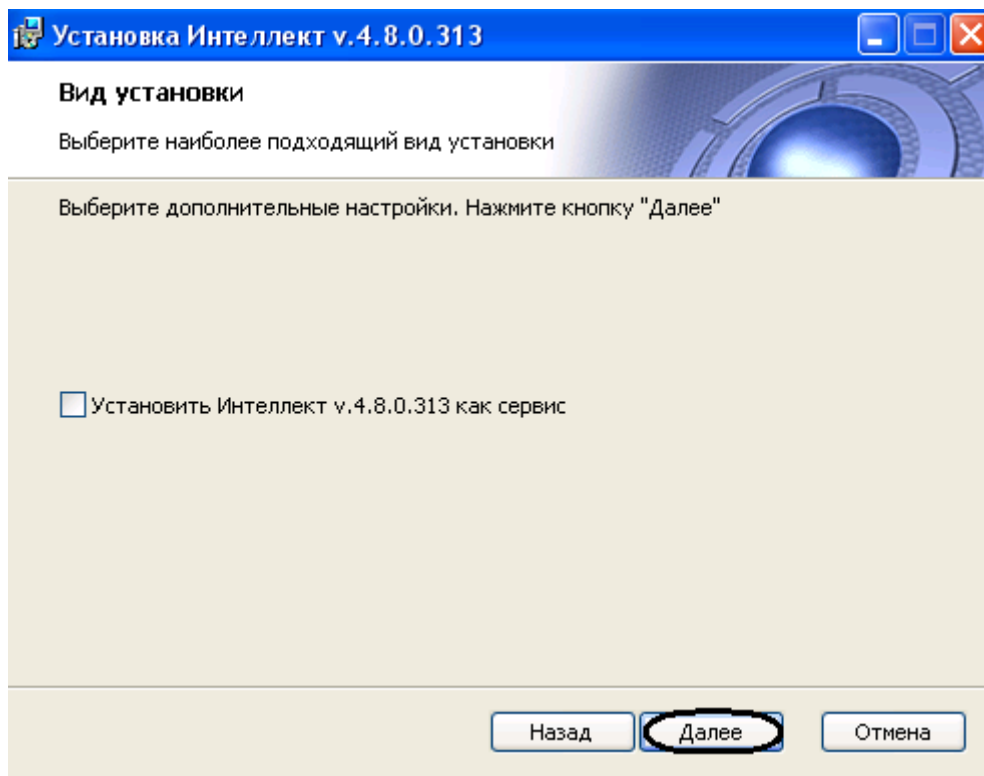 Установка Интеллект v.4.8.0.313
Вид установки
Выберите наиболее подходящий вид установки
Выберите дополнительные настройки. Нажмите кнопку "Далее"
Установить Интеллект v.4.8.0.313 как сервис
Назад
Далее
Отмена